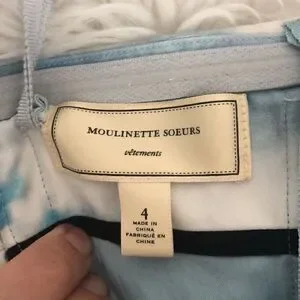 MOULINETTE SOEURS
vêtements
4
MADE IN
CHINA
FABRIQUÉ EN
CHINE